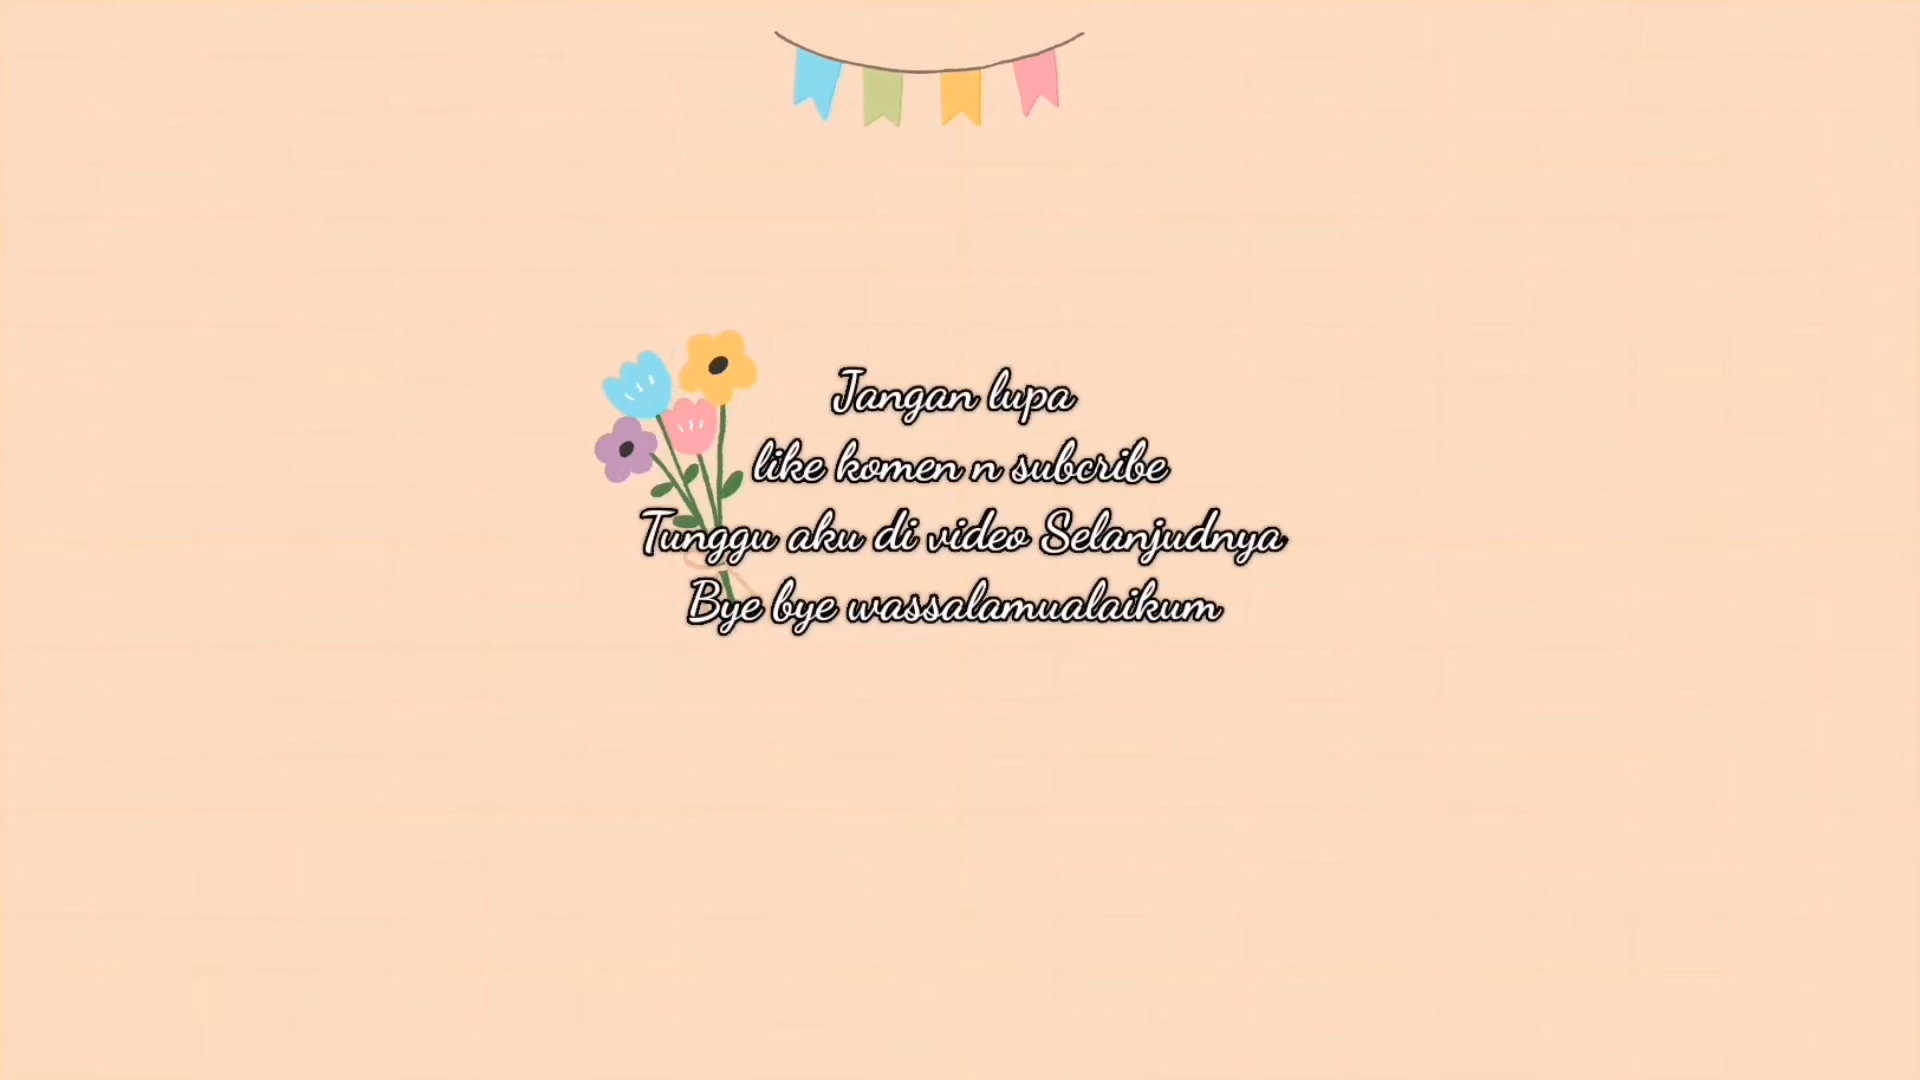 Jangan lupa
like komen n subcribe
Tunggu aku di video Selanjudnya
Bye bye wassalamualaikum